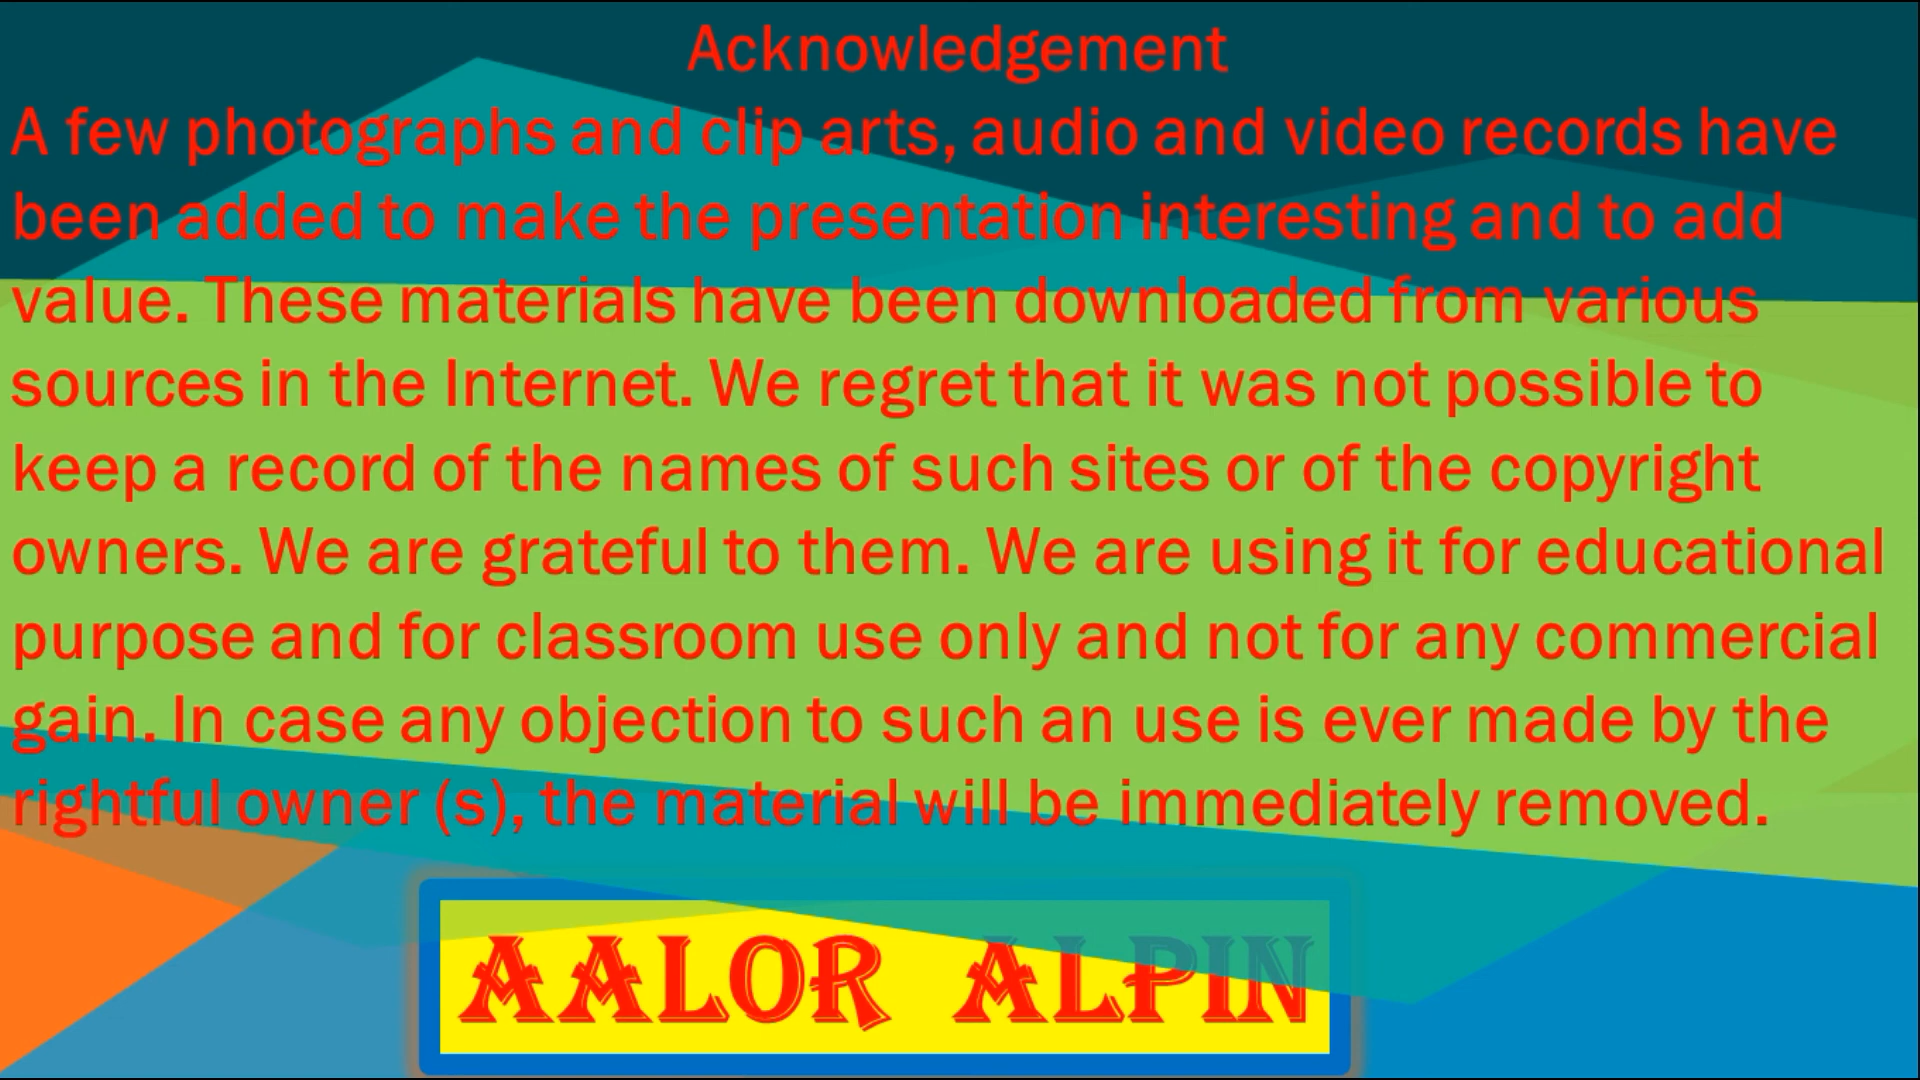 Acknowledgement
A few photographs and clip arts, audio and video records have
been added to make the presentation interesting and to add
value. These materials have been downloaded from various
sources in the Internet. We regret that it was not possible to
keep a record of the names of such sites or of the copyright
owners. We are grateful to them. We are using it for educational
purpose and for classroom use only and not for any commercial
gain. In case any objection to such an use is ever made by the
rightful owner (s), the material will be immediately removed.
AALOR ALPIN